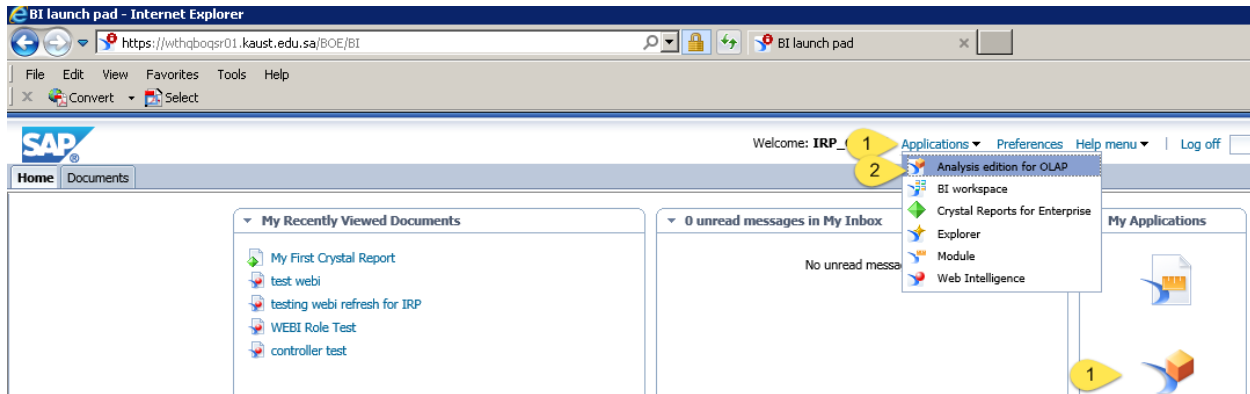 BI launch pad - Internet Explorer
https://wthqboqsr01.kaust.edu.sa/BOE/BI
BI launch pad
File Edit View Favorites Tools Help
Convert Select
SAP®
Welcome: IRP_ 1 Applications Preferences Help menu | Log off
Home Documents
2 Analysis edition for OLAP
BI workspace
Crystal Reports for Enterprise
Explorer
Module
Web Intelligence
My Recently Viewed Documents
My First Crystal Report
test webi
testing webi refresh for IRP
WEBI Role Test
controller test
0 unread messages in My Inbox
No unread messa
My Applications
1